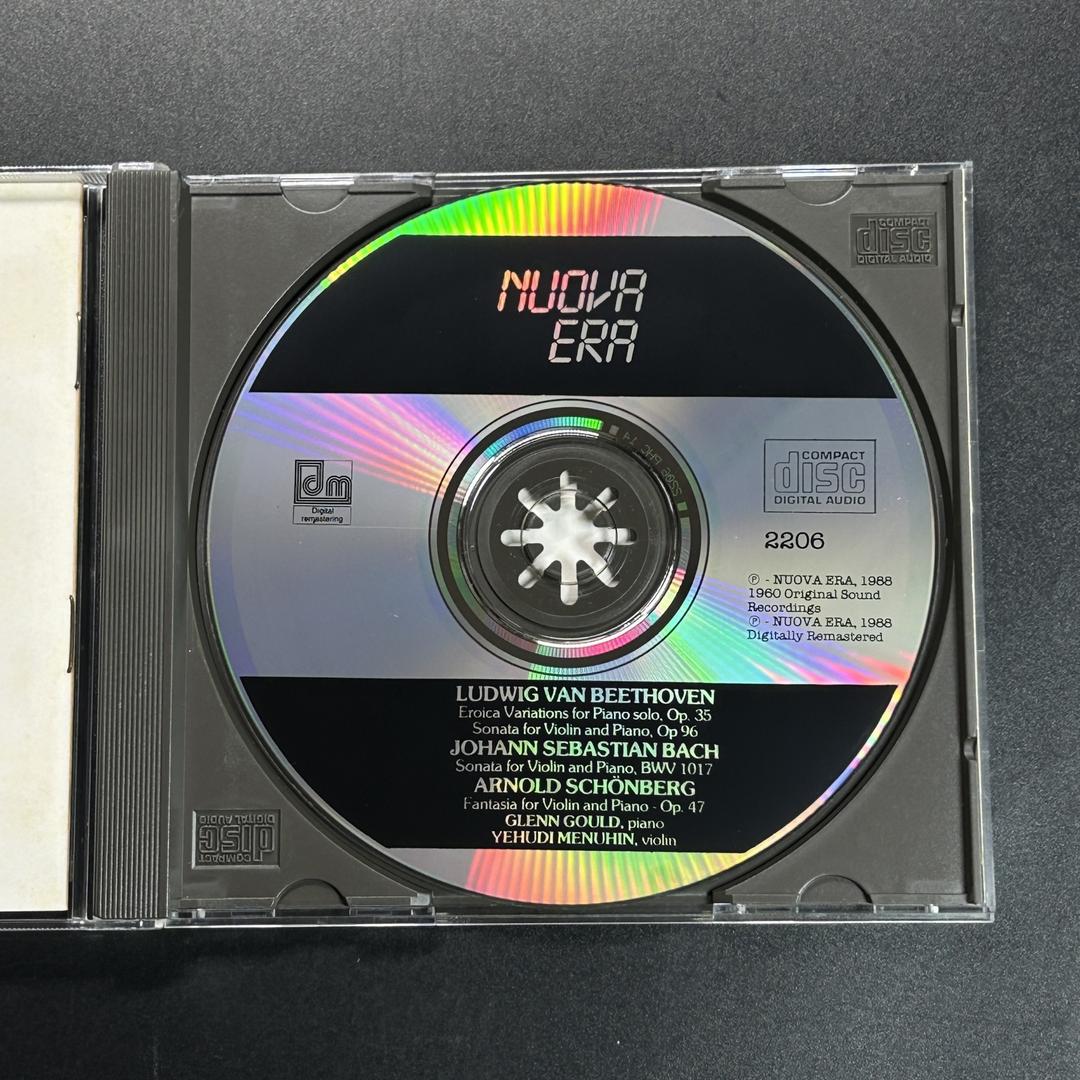 COMPACT
disc
DIGITAL AUDIO
NUOVA
ERA
dm
Digital
remastering
COMPACT
disc
DIGITAL AUDIO
2206
Ⓟ - NUOVA ERA, 1988
1960 Original Sound
Recordings
Ⓟ - NUOVA ERA, 1988
Digitally Remastered
LUDWIG VAN BEETHOVEN
Eroica Variations for Piano solo, Op. 35
Sonata for Violin and Piano, Op 96
JOHANN SEBASTIAN BACH
Sonata for Violin and Piano, BWV 1017
ARNOLD SCHÖNBERG
Fantasia for Violin and Piano - Op. 47
GLENN GOULD, piano
YEHUDI MENUHIN, violin
COMPACT
disc
DIGITAL AUDIO